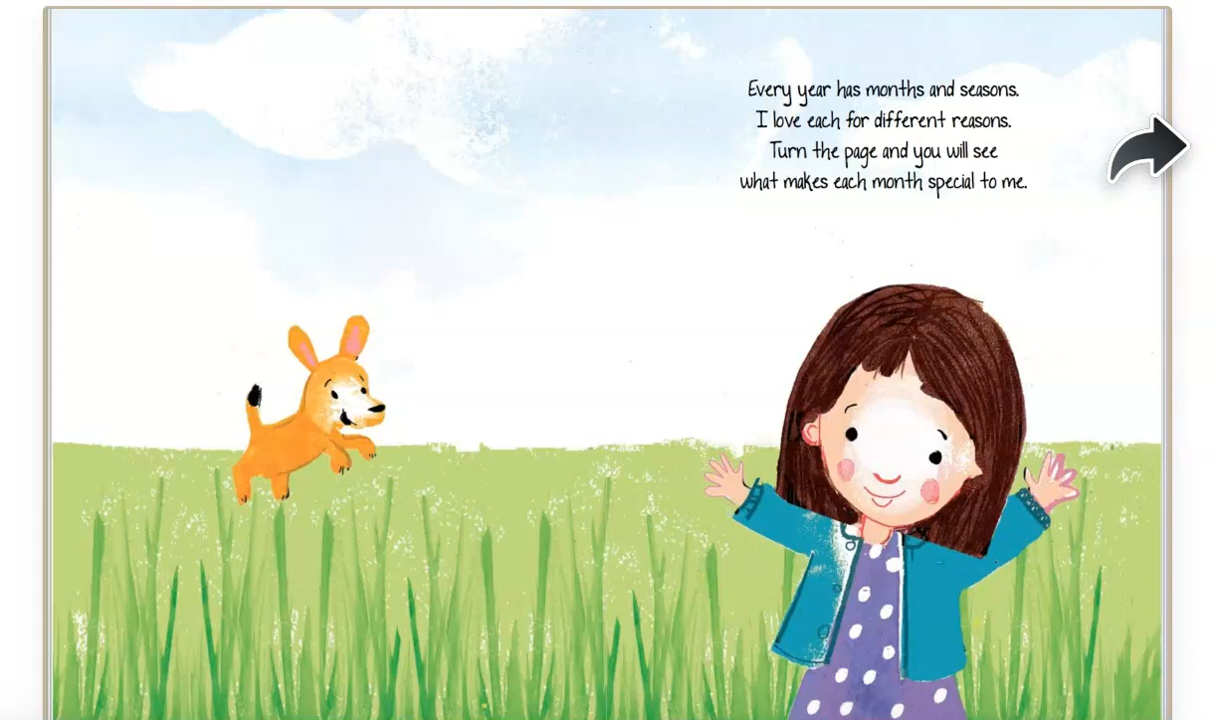 Every year has months and seasons.
I love each for different reasons.
Turn the page and you will see
what makes each month special to me.